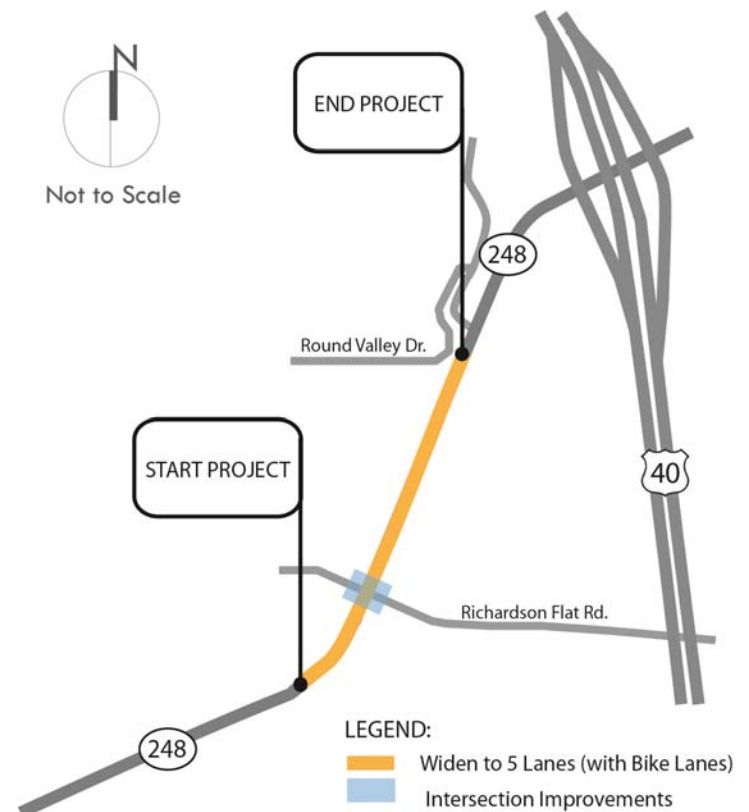 N
Not to Scale
END PROJECT
248
Round Valley Dr.
START PROJECT
40
Richardson Flat Rd.
248
LEGEND:
Widen to 5 Lanes (with Bike Lanes)
Intersection Improvements